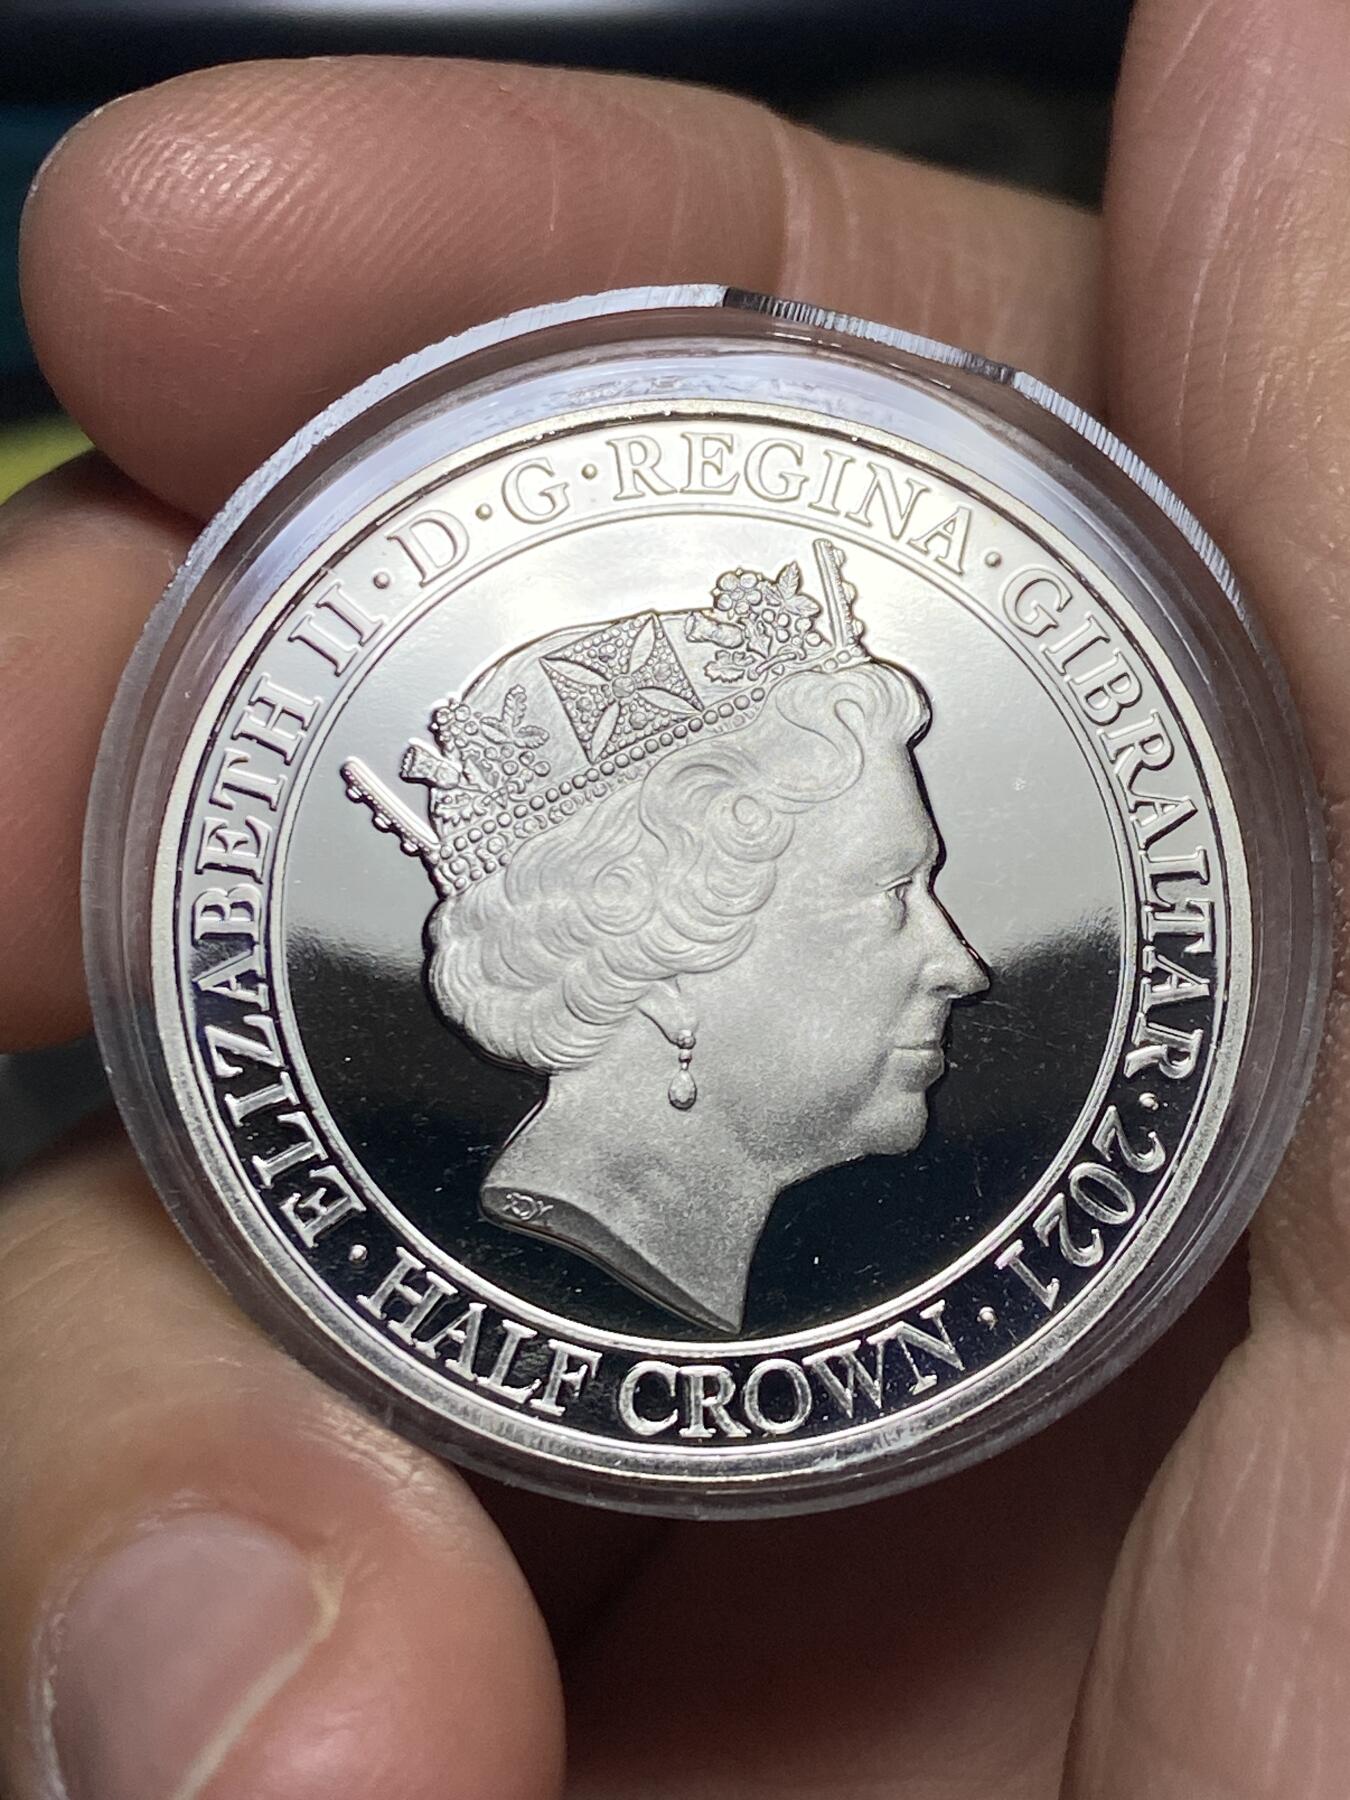 ELIZABETH II · D · G · REGINA · GIBRALTAR · 2021 ·
HALF CROWN ·